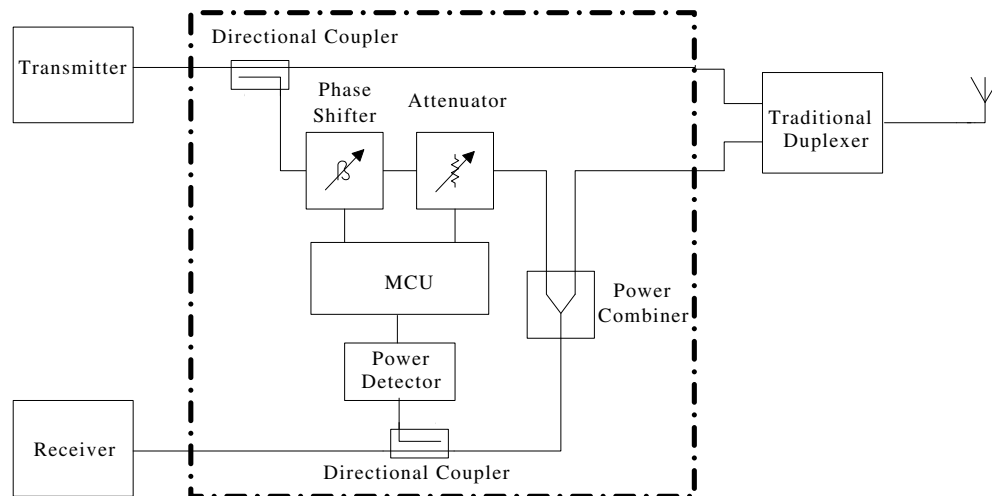 Directional Coupler
Transmitter
Phase
Shifter
Attenuator
Traditional
Duplexer
MCU
Power
Combiner
Power
Detector
Receiver
Directional Coupler